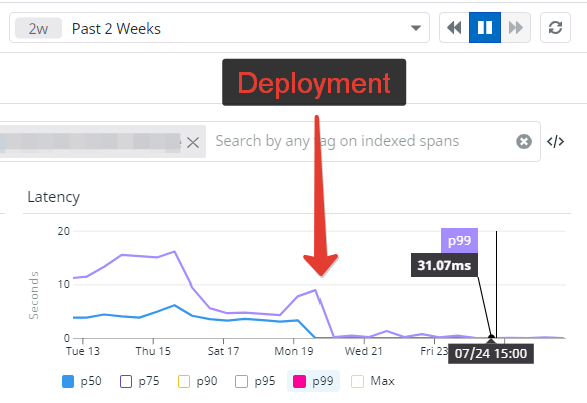 2w Past 2 Weeks
Deployment
Search by any tag on indexed spans
</>
Latency
20
10
0
Seconds
p99
31.07ms
07/24 15:00
Tue 13 Thu 15 Sat 17 Mon 19 Wed 21 Fri 23
p50 p75 p90 p95 p99 Max